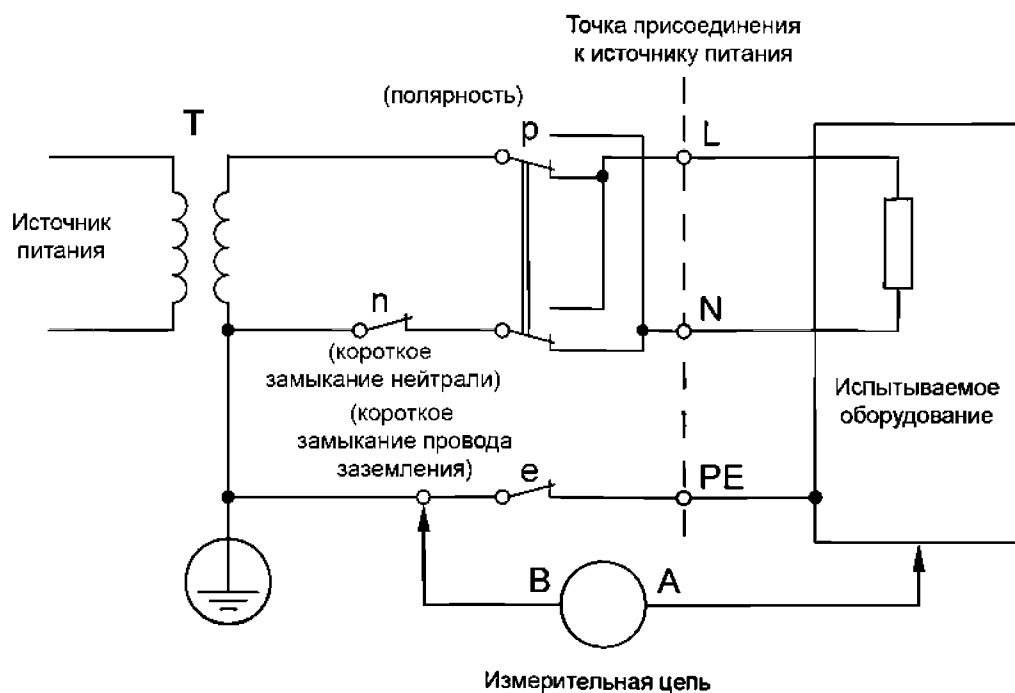 Точка присоединения
к источнику питания
(полярность)
T
p
L
Источник
питания
n
N
(короткое
замыкание нейтрали)
(короткое
замыкание провода
заземления)
Испытываемое
оборудование
e
PE
B
A
Измерительная цепь